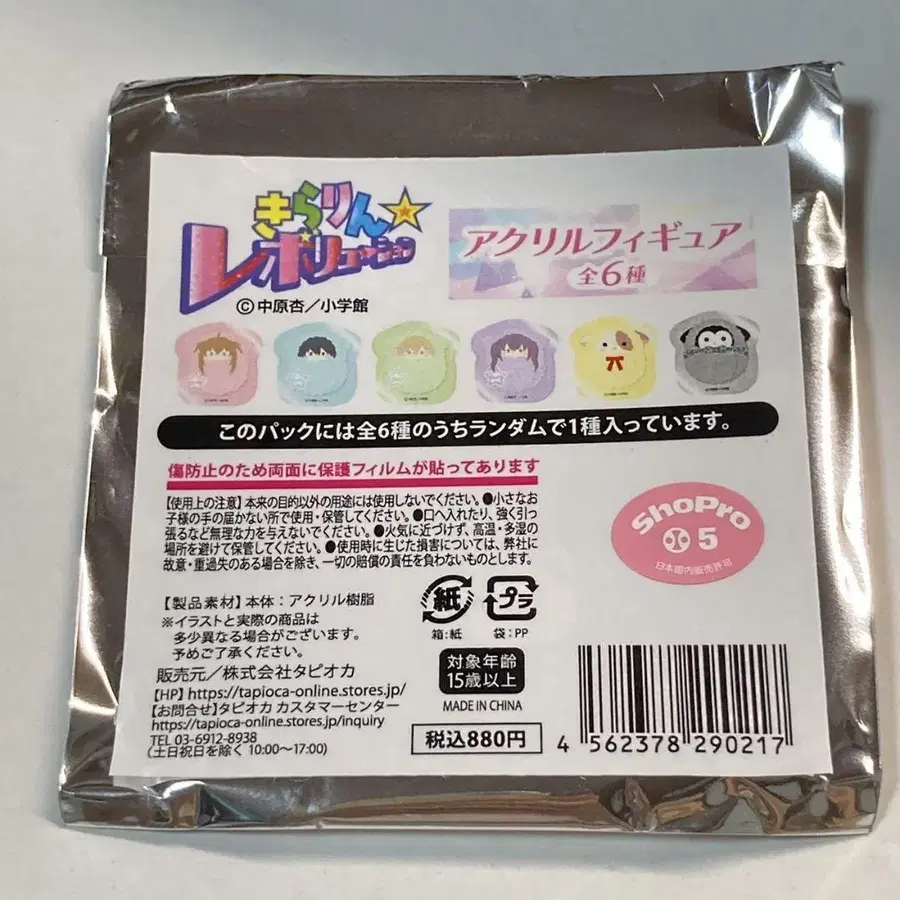 きらりん☆
レボリューション
©中原杏／小学館
アクリルフィギュア
全6種
このパックには全6種のうちランダムで1種入っています。
傷防止のため両面に保護フィルムが貼ってあります
【使用上の注意】本来の目的以外の用途には使用しないでください。●小さなお
子様の手の届かない所で使用・保管してください。●口へ入れたり、強く引っ
張るなど無理な力を与えないでください。●火気に近づけず、高温・多湿の
場所を避けて保管してください。●使用時に生じた損害については、弊社に
故意・重過失のある場合を除き、一切の賠償の責任を負わないものとします。
ShoPro
5
日本国内販売許可
【製品素材】本体：アクリル樹脂
※イラストと実際の商品は
多少異なる場合がございます。
予めご了承ください。
紙
プラ
箱:紙
袋:PP
販売元／株式会社タピオカ
【HP】https://tapioca-online.stores.jp/
【お問合せ】タピオカ カスタマーセンター
https://tapioca-online.stores.jp/inquiry
TEL 03-6912-8938
(土日祝日を除く 10:00〜17:00)
対象年齢
15歳以上
MADE IN CHINA
税込880円
4 562378 290217